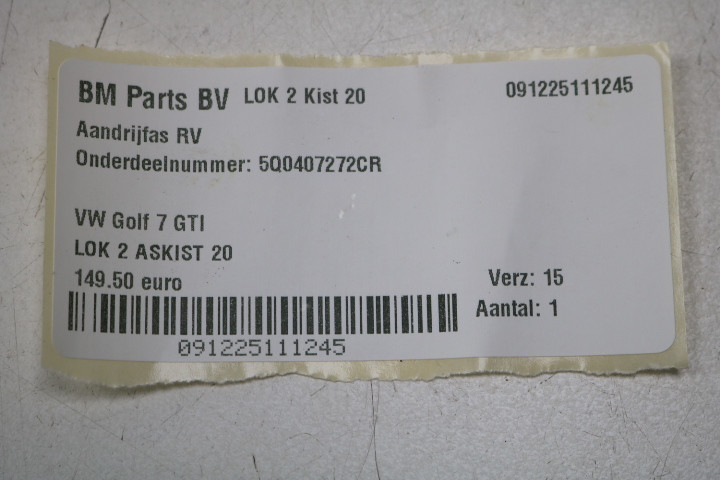 BM Parts BV LOK 2 Kist 20 091225111245
Aandrijfas RV
Onderdeelnummer: 5Q0407272CR
VW Golf 7 GTI
LOK 2 ASKIST 20
149.50 euro Verz: 15
Aantal: 1
091225111245